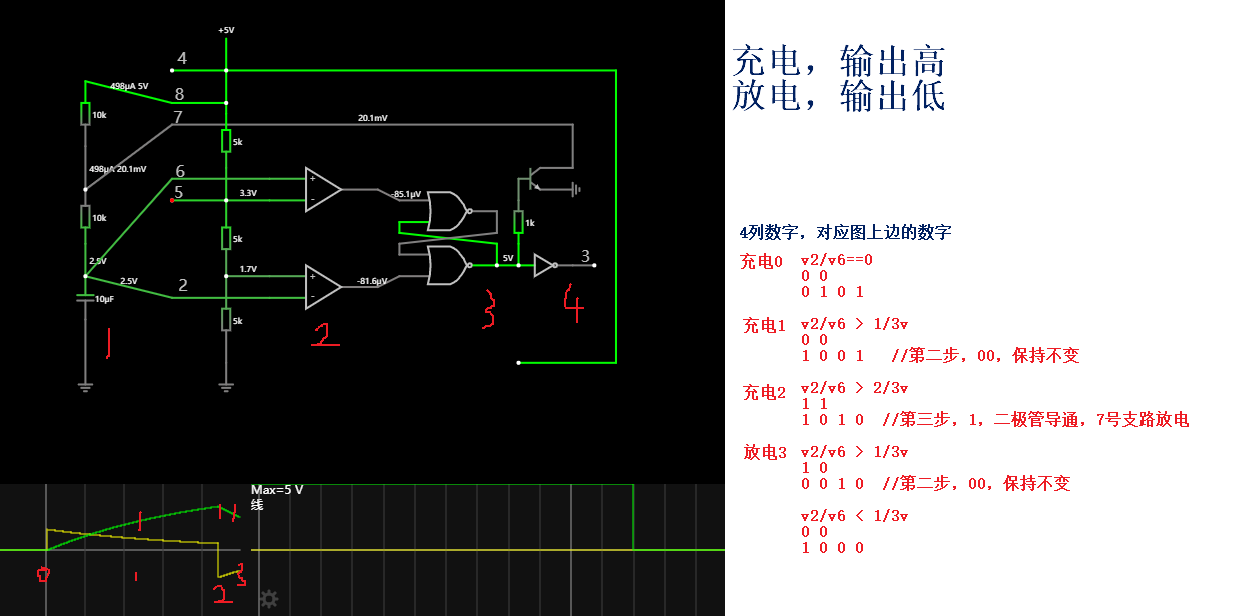 +5V
4
498μA 5V
8
10k
7
20.1mV
5k
498μA 20.1mV
6
+
5
3.3V
-
-85.1μV
10k
1k
5k
2.5V
1.7V
5V
3
2.5V
2
+
-
-81.6μV
10μF
5k
1
2
3
4
Max=5 V
线
1
1
0
1
2
3
充电，输出高
放电，输出低
4列数字，对应图上边的数字
充电0 v2/v6==0
0 0
0 1 0 1
充电1 v2/v6 > 1/3v
0 0
1 0 0 1 //第二步，00，保持不变
充电2 v2/v6 > 2/3v
1 1
1 0 1 0 //第三步，1，二极管导通，7号支路放电
放电3 v2/v6 > 1/3v
1 0
0 0 1 0 //第二步，00，保持不变
v2/v6 < 1/3v
0 0
1 0 0 0